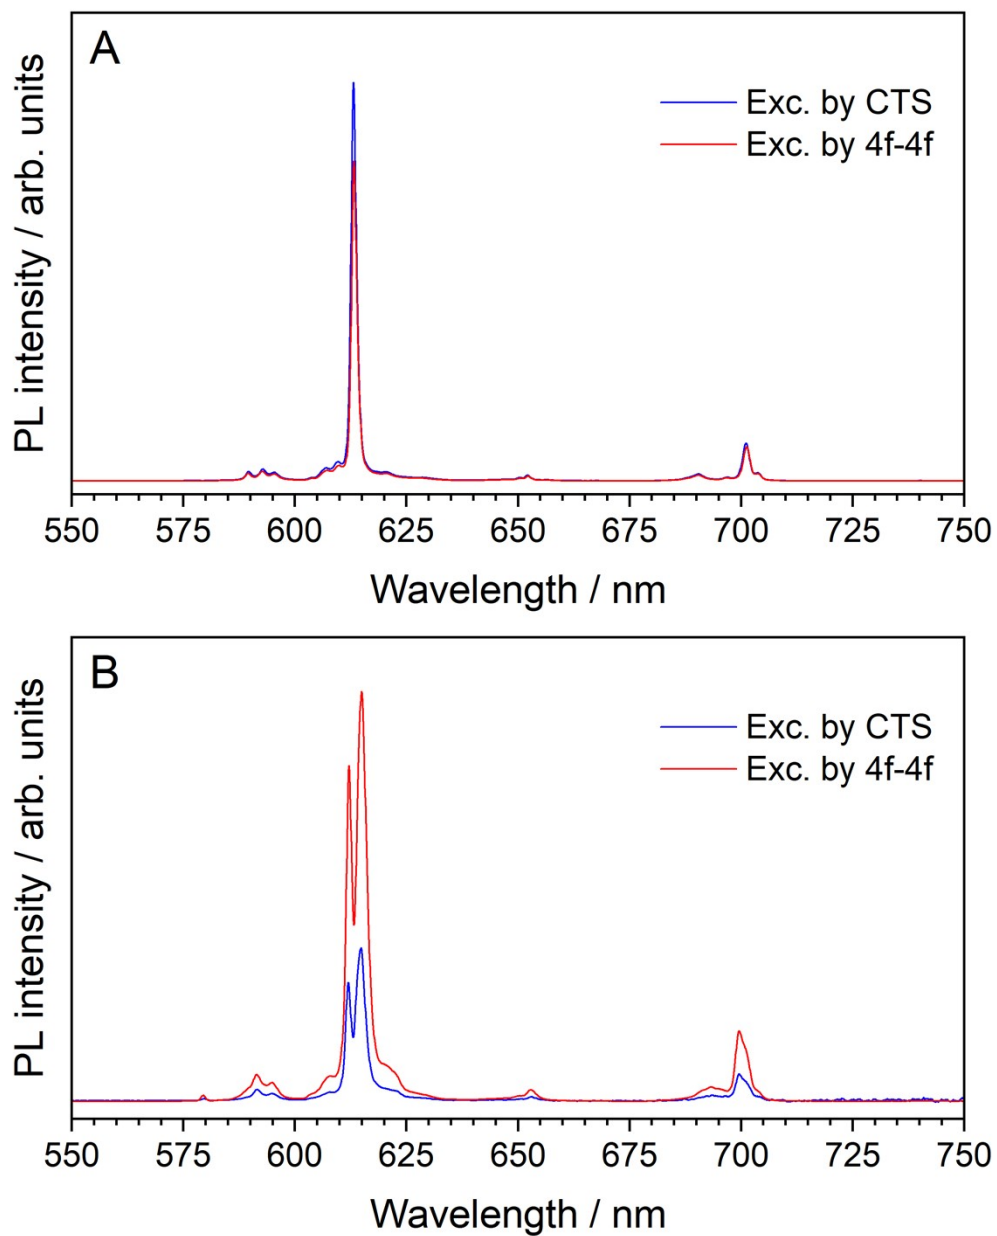 A
PL intensity / arb. units
Exc. by CTS
Exc. by 4f-4f
550 575 600 625 650 675 700 725 750
Wavelength / nm
B
PL intensity / arb. units
Exc. by CTS
Exc. by 4f-4f
550 575 600 625 650 675 700 725 750
Wavelength / nm